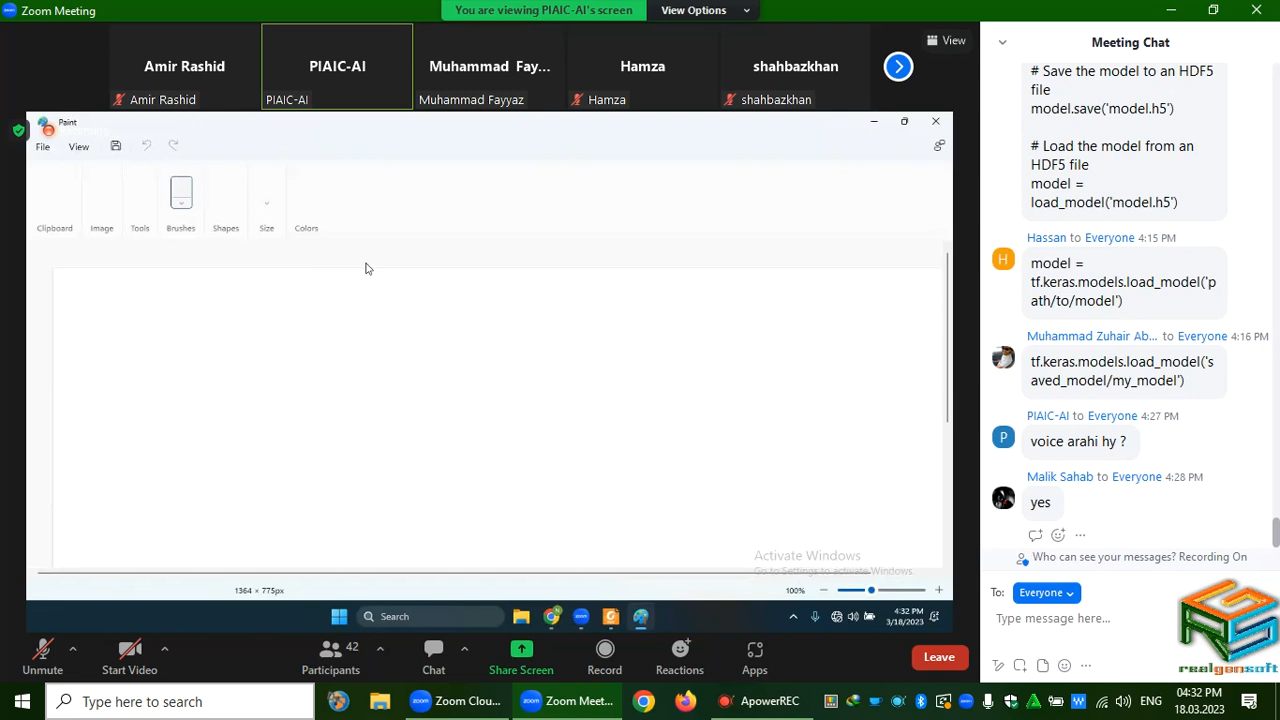 Zoom Meeting
You are viewing PIAIC-AI's screen
View Options
Amir Rashid
PIAIC-AI
Muhammad Fay...
Hamza
shahbazkhan
View
Amir Rashid
PIAIC-AI
Muhammad Fayyaz
Hamza
shahbazkhan
Paint
File
View
Clipboard
Image
Tools
Brushes
Shapes
Size
Colors
Activate Windows
Go to Settings to activate Windows.
1364 × 775px
100%
Search
4:32 PM
3/18/2023
Meeting Chat
# Save the model to an HDF5
file
model.save('model.h5')
# Load the model from an
HDF5 file
model =
load_model('model.h5')
Hassan to Everyone 4:15 PM
H
model =
tf.keras.models.load_model('p
ath/to/model')
Muhammad Zuhair Ab... to Everyone 4:16 PM
tf.keras.models.load_model('s
aved_model/my_model')
PIAIC-AI to Everyone 4:27 PM
P
voice arahi hy ?
Malik Sahab to Everyone 4:28 PM
yes
Who can see your messages? Recording On
To: Everyone
Type message here...
realgonsoft
Unmute
Start Video
Participants
42
Chat
Share Screen
Record
Reactions
Apps
Leave
Type here to search
zoom
Zoom Clou...
zoom
Zoom Meet...
ApowerREC
ENG
04:32 PM
18.03.2023